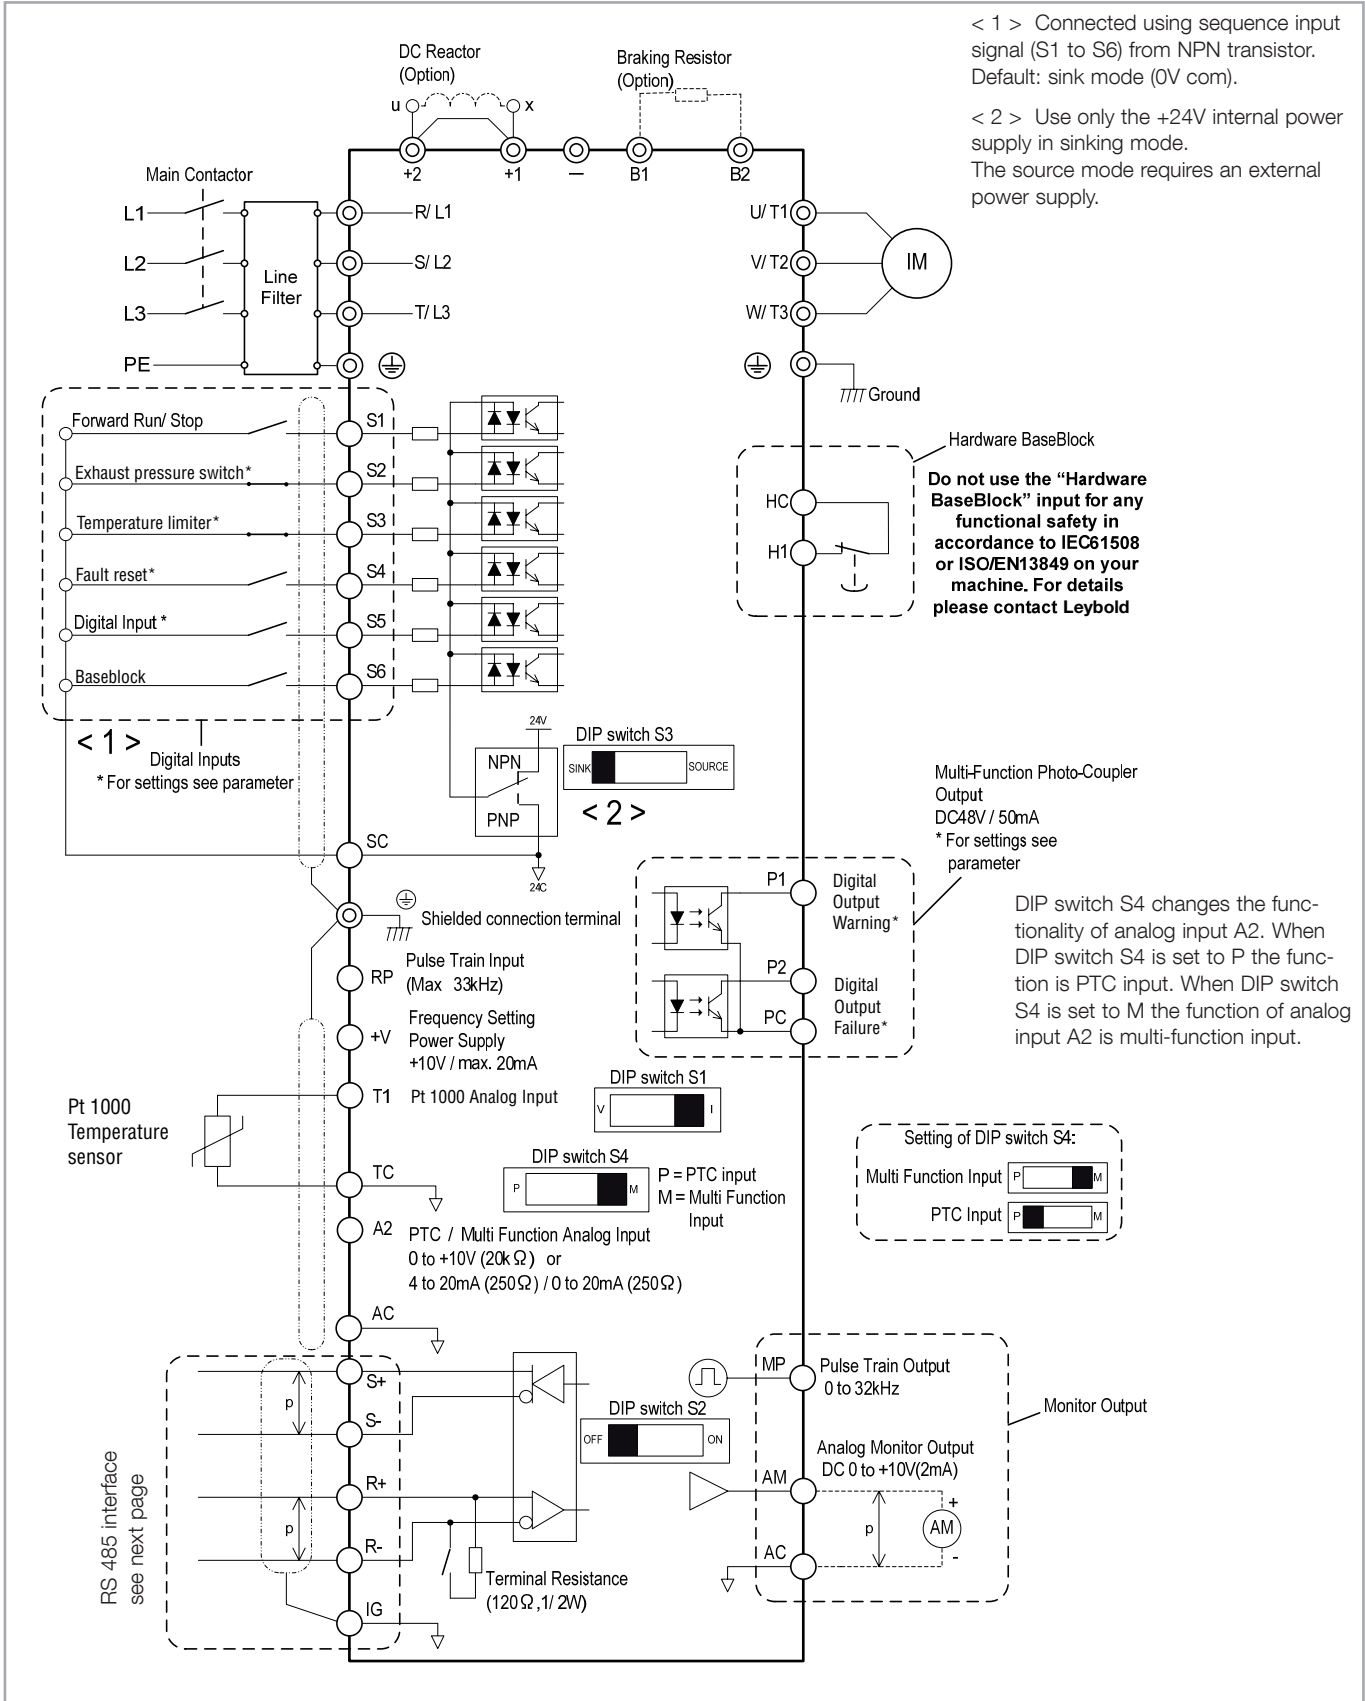 < 1 > Connected using sequence input
signal (S1 to S6) from NPN transistor.
Default: sink mode (0V com).
< 2 > Use only the +24V internal power
supply in sinking mode.
The source mode requires an external
power supply.
DC Reactor
(Option)
u
x
Braking Resistor
(Option)
+2
+1
–
B1
B2
Main Contactor
L1
L2
L3
PE
Line
Filter
R/ L1
S/ L2
T/ L3
U/ T1
V/ T2
W/ T3
IM
Ground
Forward Run/ Stop
S1
Exhaust pressure switch*
S2
Temperature limiter*
S3
Fault reset*
S4
Digital Input *
S5
Baseblock
S6
< 1 >
Digital Inputs
* For settings see parameter
Hardware BaseBlock
HC
H1
Do not use the “Hardware
BaseBlock” input for any
functional safety in
accordance to IEC61508
or ISO/EN13849 on your
machine. For details
please contact Leybold
24V
NPN
PNP
DIP switch S3
SINK
SOURCE
< 2 >
SC
24C
Shielded connection terminal
Multi-Function Photo-Coupler
Output
DC48V / 50mA
* For settings see
parameter
P1
Digital
Output
Warning*
P2
PC
Digital
Output
Failure*
DIP switch S4 changes the func-
tionality of analog input A2. When
DIP switch S4 is set to P the func-
tion is PTC input. When DIP switch
S4 is set to M the function of analog
input A2 is multi-function input.
RP
Pulse Train Input
(Max 33kHz)
+V
Frequency Setting
Power Supply
+10V / max. 20mA
T1
Pt 1000 Analog Input
DIP switch S1
V
I
Pt 1000
Temperature
sensor
TC
DIP switch S4
P
M
P = PTC input
M = Multi Function
Input
Setting of DIP switch S4:
Multi Function Input
P
M
PTC Input
P
M
A2
PTC / Multi Function Analog Input
0 to +10V (20kΩ) or
4 to 20mA (250Ω) / 0 to 20mA (250Ω)
AC
RS 485 interface
see next page
S+
p
S-
R+
p
R-
IG
DIP switch S2
OFF
ON
Terminal Resistance
(120Ω,1/ 2W)
MP
Pulse Train Output
0 to 32kHz
Monitor Output
Analog Monitor Output
DC 0 to +10V(2mA)
AM
p
+
AM
-
AC